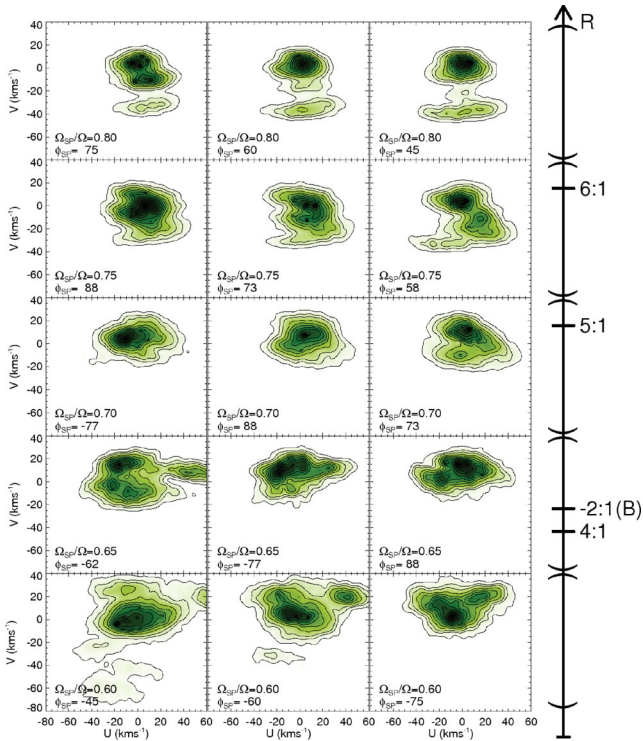 R
40
20
0
-20
-40
-60
V (kms⁻¹)
Ω_SP/Ω=0.80
ϕ_SP= 75
Ω_SP/Ω=0.80
ϕ_SP= 60
Ω_SP/Ω=0.80
ϕ_SP= 45
40
20
0
-20
-40
-60
V (kms⁻¹)
Ω_SP/Ω=0.75
ϕ_SP= 88
Ω_SP/Ω=0.75
ϕ_SP= 73
Ω_SP/Ω=0.75
ϕ_SP= 58
6:1
40
20
0
-20
-40
-60
V (kms⁻¹)
Ω_SP/Ω=0.70
ϕ_SP= -77
Ω_SP/Ω=0.70
ϕ_SP= 88
Ω_SP/Ω=0.70
ϕ_SP= 73
5:1
40
20
0
-20
-40
-60
V (kms⁻¹)
Ω_SP/Ω=0.65
ϕ_SP= -62
Ω_SP/Ω=0.65
ϕ_SP= -77
Ω_SP/Ω=0.65
ϕ_SP= 88
-2:1(B)
4:1
40
20
0
-20
-40
-60
-80
V (kms⁻¹)
Ω_SP/Ω=0.60
ϕ_SP= -45
Ω_SP/Ω=0.60
ϕ_SP= -60
Ω_SP/Ω=0.60
ϕ_SP= -75
-80 -60 -40 -20 0 20 40 60
-60 -40 -20 0 20 40 60
-60 -40 -20 0 20 40 60
U (kms⁻¹) U (kms⁻¹) U (kms⁻¹)